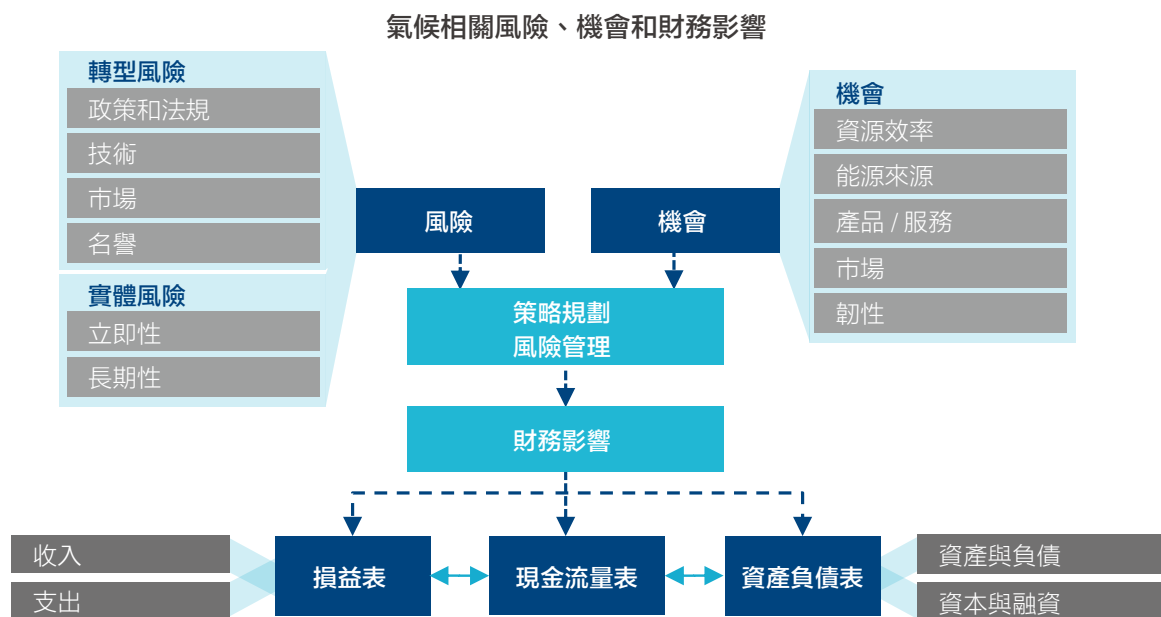 氣候相關風險、機會和財務影響
轉型風險
政策和法規
技術
市場
名譽
實體風險
立即性
長期性
風險
機會
機會
資源效率
能源來源
產品 / 服務
市場
韌性
策略規劃
風險管理
財務影響
收入
支出
損益表
現金流量表
資產負債表
資產與負債
資本與融資